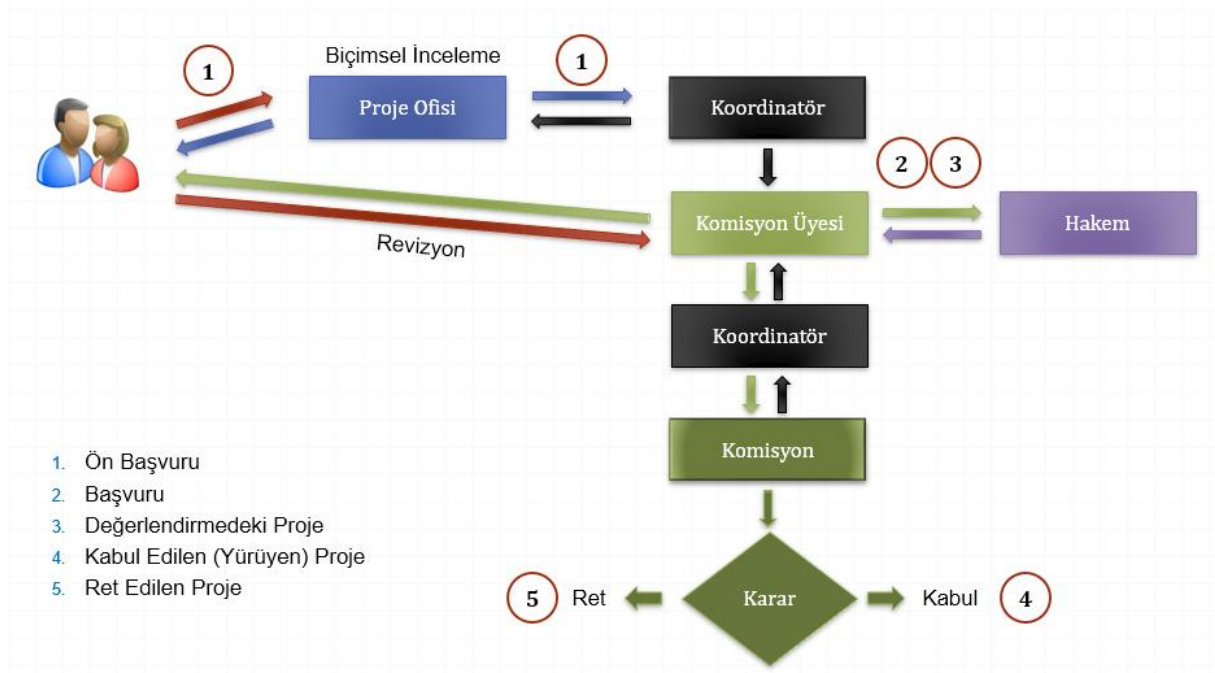 Biçimsel İnceleme
1
1
Proje Ofisi
Koordinatör
2
3
Komisyon Üyesi
Hakem
Revizyon
Koordinatör
Komisyon
1. Ön Başvuru
2. Başvuru
3. Değerlendirmedeki Proje
4. Kabul Edilen (Yürüyen) Proje
5. Ret Edilen Proje
5 Ret
Karar
Kabul 4